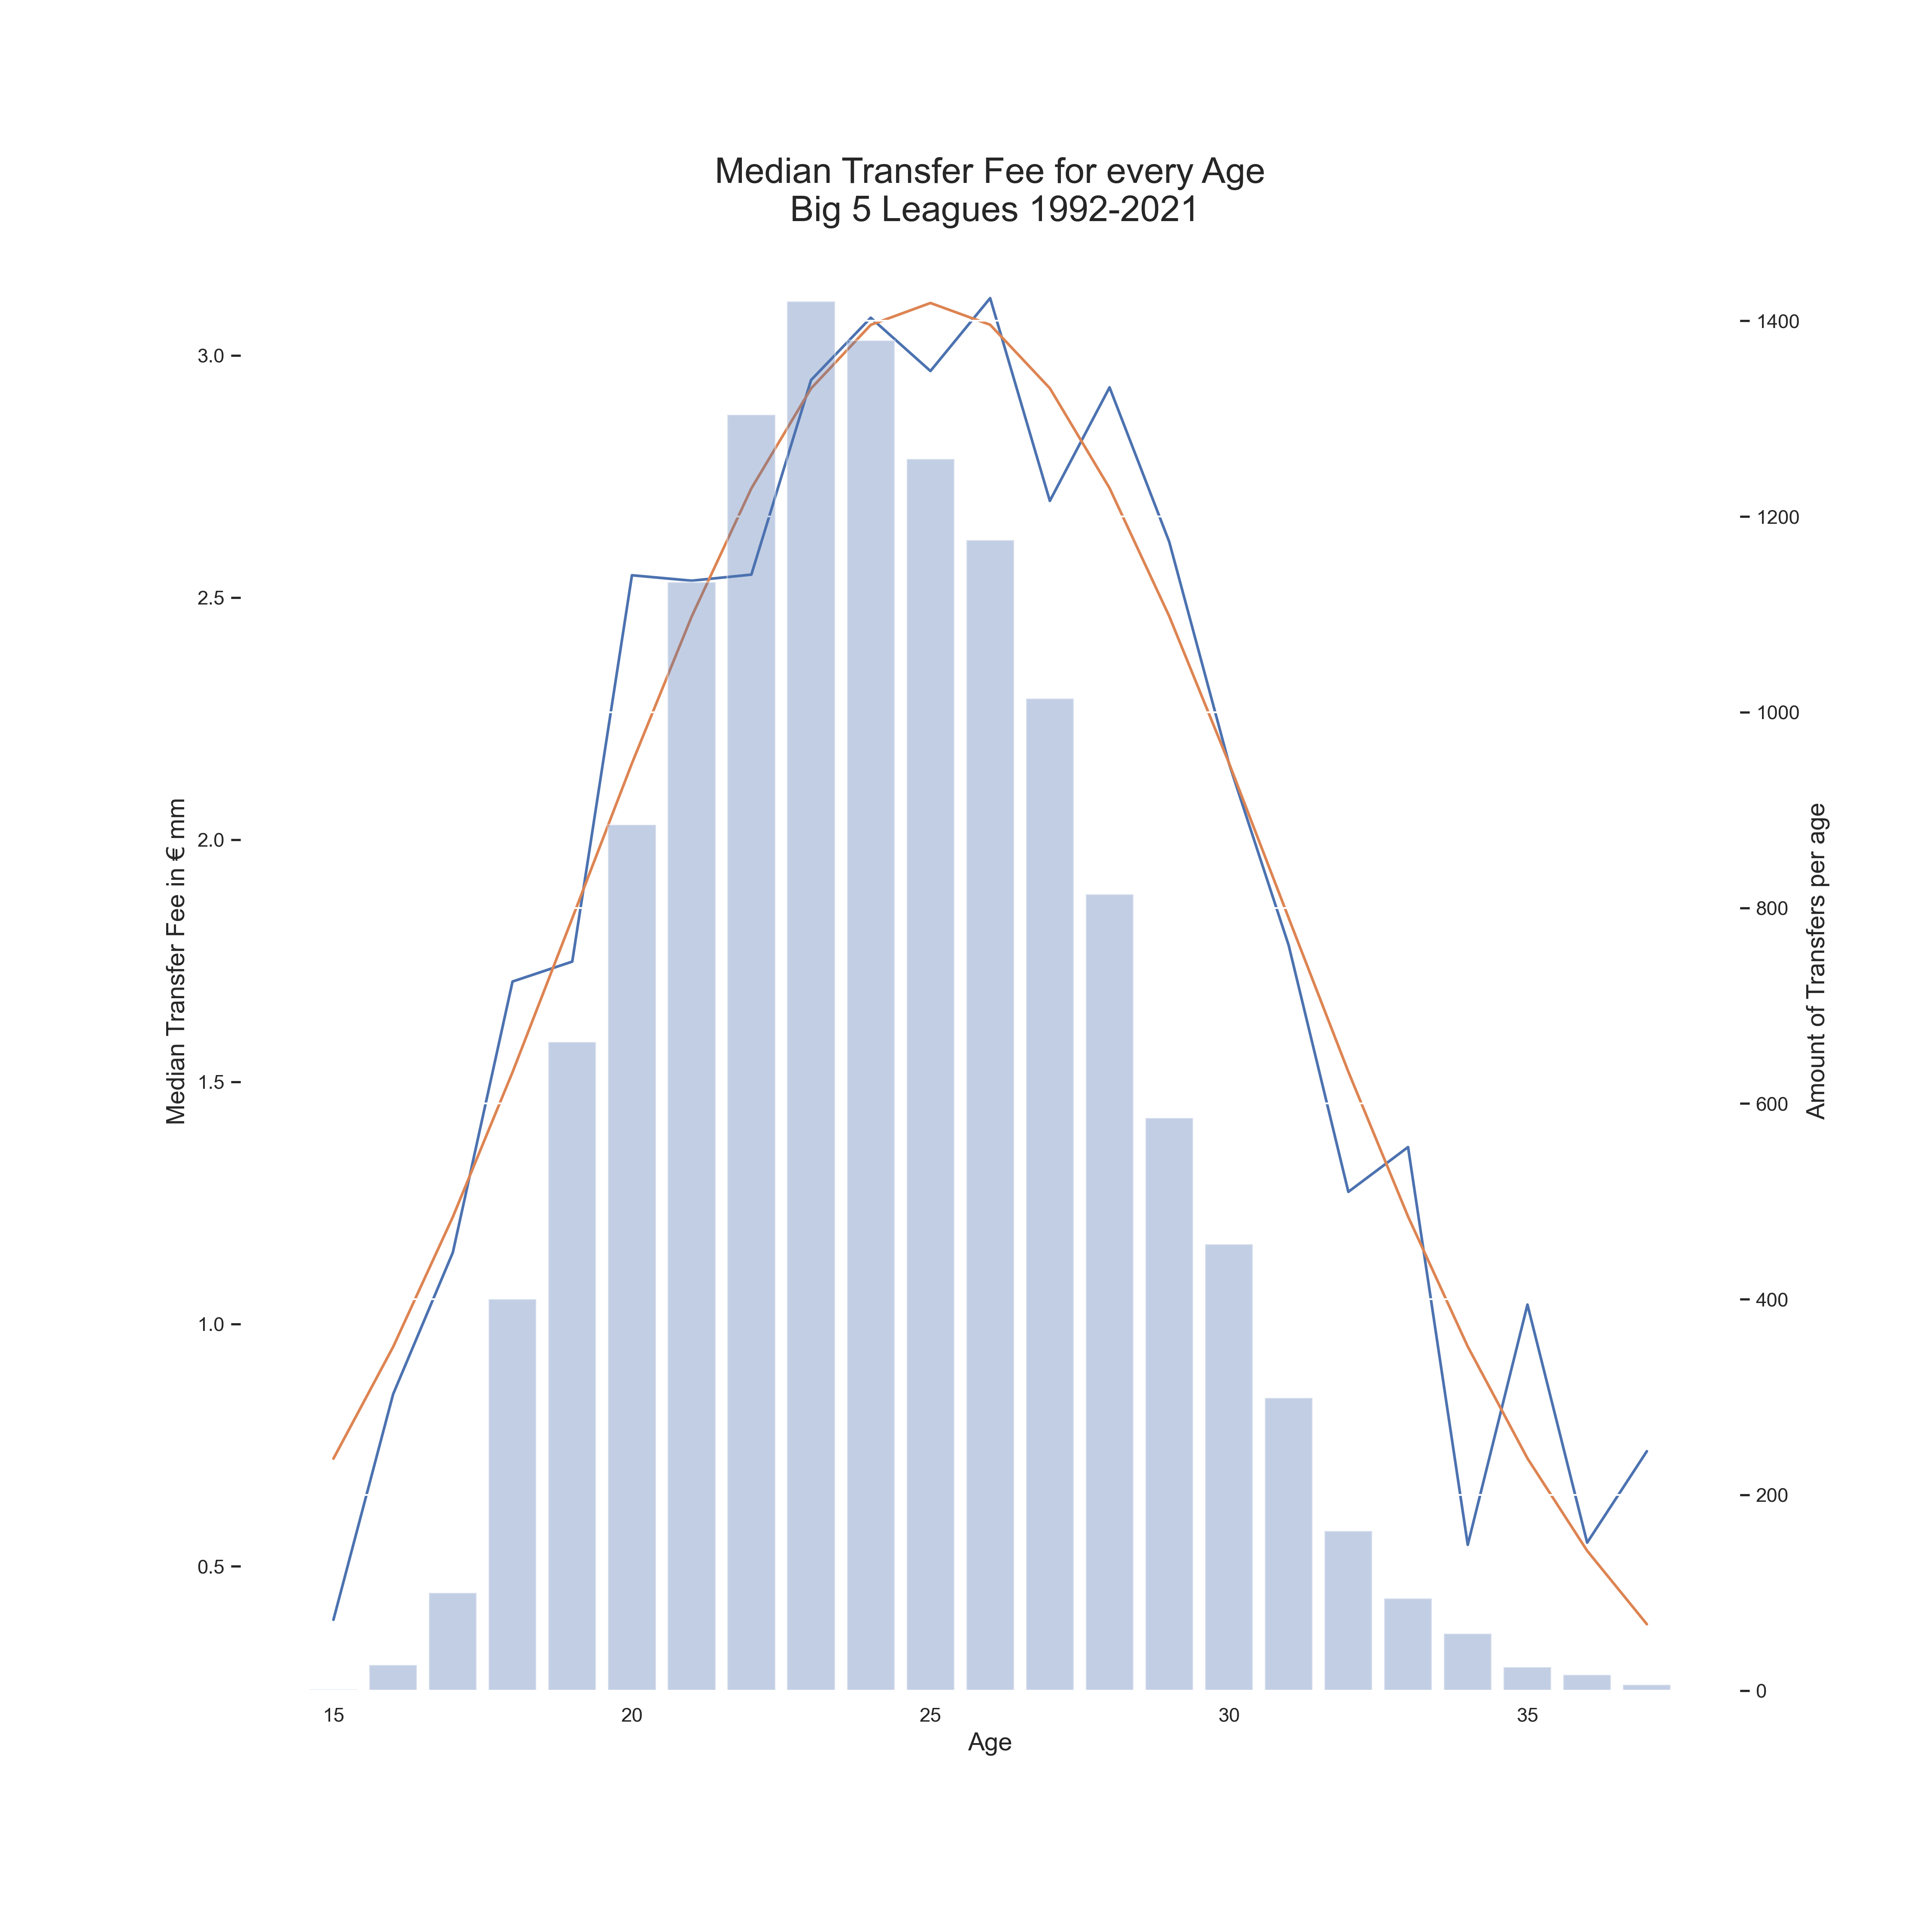 Median Transfer Fee for every Age
Big 5 Leagues 1992-2021
3.0
2.5
2.0
1.5
1.0
0.5
Median Transfer Fee in € mm
1400
1200
1000
800
600
400
200
0
Amount of Transfers per age
15 20 25 30 35
Age